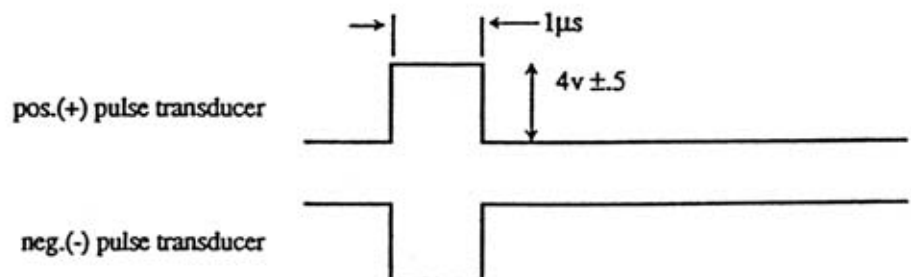 1μs
4v ±.5
pos.(+) pulse transducer
neg.(-) pulse transducer